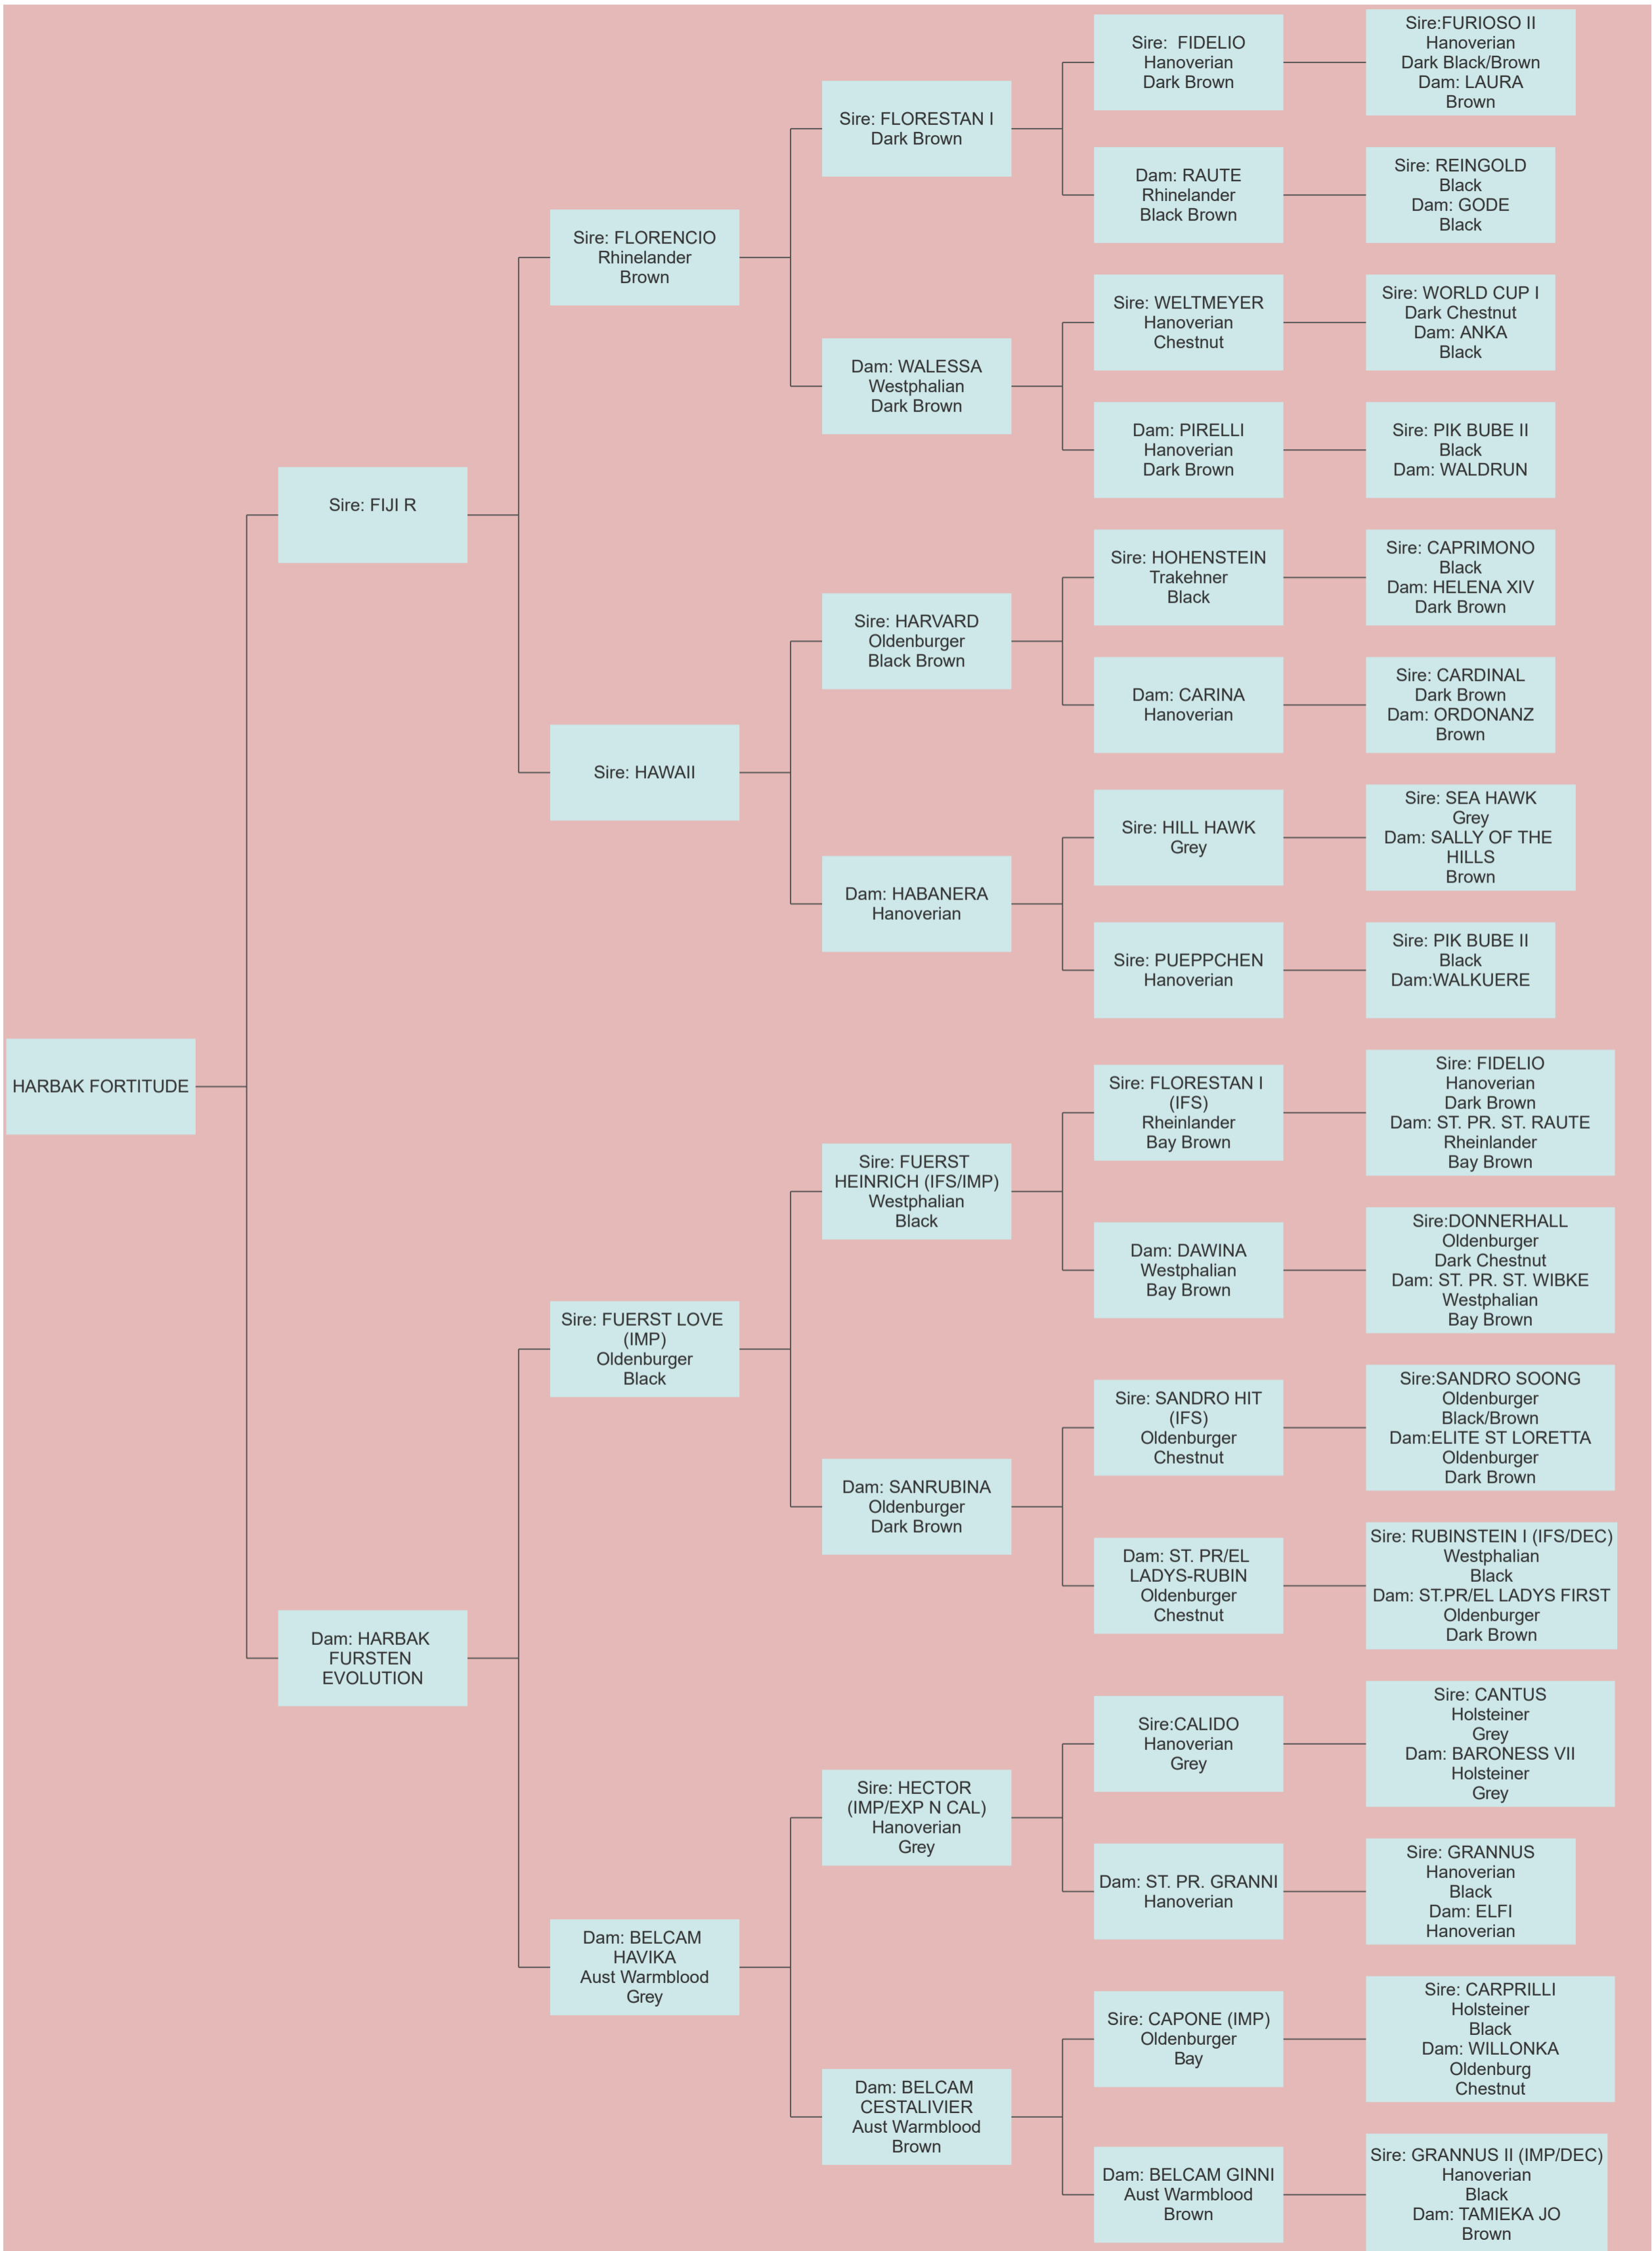 HARBAK FORTITUDE
Sire: FIJI R
Dam: HARBAK
FURSTEN
EVOLUTION
Sire: FLORENCIO
Rhinelander
Brown
Sire: HAWAII
Sire: FUERST LOVE
(IMP)
Oldenburger
Black
Dam: BELCAM
HAVIKA
Aust Warmblood
Grey
Sire: FLORESTAN I
Dark Brown
Dam: WALESSA
Westphalian
Dark Brown
Sire: HARVARD
Oldenburger
Black Brown
Dam: HABANERA
Hanoverian
Sire: FUERST
HEINRICH (IFS/IMP)
Westphalian
Black
Dam: SANRUBINA
Oldenburger
Dark Brown
Sire: HECTOR
(IMP/EXP N CAL)
Hanoverian
Grey
Dam: BELCAM
CESTALIVIER
Aust Warmblood
Brown
Sire: FIDELIO
Hanoverian
Dark Brown
Dam: RAUTE
Rhinelander
Black Brown
Sire: WELTMEYER
Hanoverian
Chestnut
Dam: PIRELLI
Hanoverian
Dark Brown
Sire: HOHENSTEIN
Trakehner
Black
Dam: CARINA
Hanoverian
Sire: HILL HAWK
Grey
Sire: PUEPPCHEN
Hanoverian
Sire: FLORESTAN I
(IFS)
Rheinlander
Bay Brown
Dam: DAWINA
Westphalian
Bay Brown
Sire: SANDRO HIT
(IFS)
Oldenburger
Chestnut
Dam: ST. PR/EL
LADYS-RUBIN
Oldenburger
Chestnut
Sire:CALIDO
Hanoverian
Grey
Dam: ST. PR. GRANNI
Hanoverian
Sire: CAPONE (IMP)
Oldenburger
Bay
Dam: BELCAM GINNI
Aust Warmblood
Brown
Sire:FURIOSO II
Hanoverian
Dark Black/Brown
Dam: LAURA
Brown
Sire: REINGOLD
Black
Dam: GODE
Black
Sire: WORLD CUP I
Dark Chestnut
Dam: ANKA
Black
Sire: PIK BUBE II
Black
Dam: WALDRUN
Sire: CAPRIMONO
Black
Dam: HELENA XIV
Dark Brown
Sire: CARDINAL
Dark Brown
Dam: ORDONANZ
Brown
Sire: SEA HAWK
Grey
Dam: SALLY OF THE
HILLS
Brown
Sire: PIK BUBE II
Black
Dam:WALKUERE
Sire: FIDELIO
Hanoverian
Dark Brown
Dam: ST. PR. ST. RAUTE
Rheinlander
Bay Brown
Sire:DONNERHALL
Oldenburger
Dark Chestnut
Dam: ST. PR. ST. WIBKE
Westphalian
Bay Brown
Sire:SANDRO SOONG
Oldenburger
Black/Brown
Dam:ELITE ST LORETTA
Oldenburger
Dark Brown
Sire: RUBINSTEIN I (IFS/DEC)
Westphalian
Black
Dam: ST.PR/EL LADYS FIRST
Oldenburger
Dark Brown
Sire: CANTUS
Holsteiner
Grey
Dam: BARONESS VII
Holsteiner
Grey
Sire: GRANNUS
Hanoverian
Black
Dam: ELFI
Hanoverian
Sire: CARPRILLI
Holsteiner
Black
Dam: WILLONKA
Oldenburg
Chestnut
Sire: GRANNUS II (IMP/DEC)
Hanoverian
Black
Dam: TAMIEKA JO
Brown